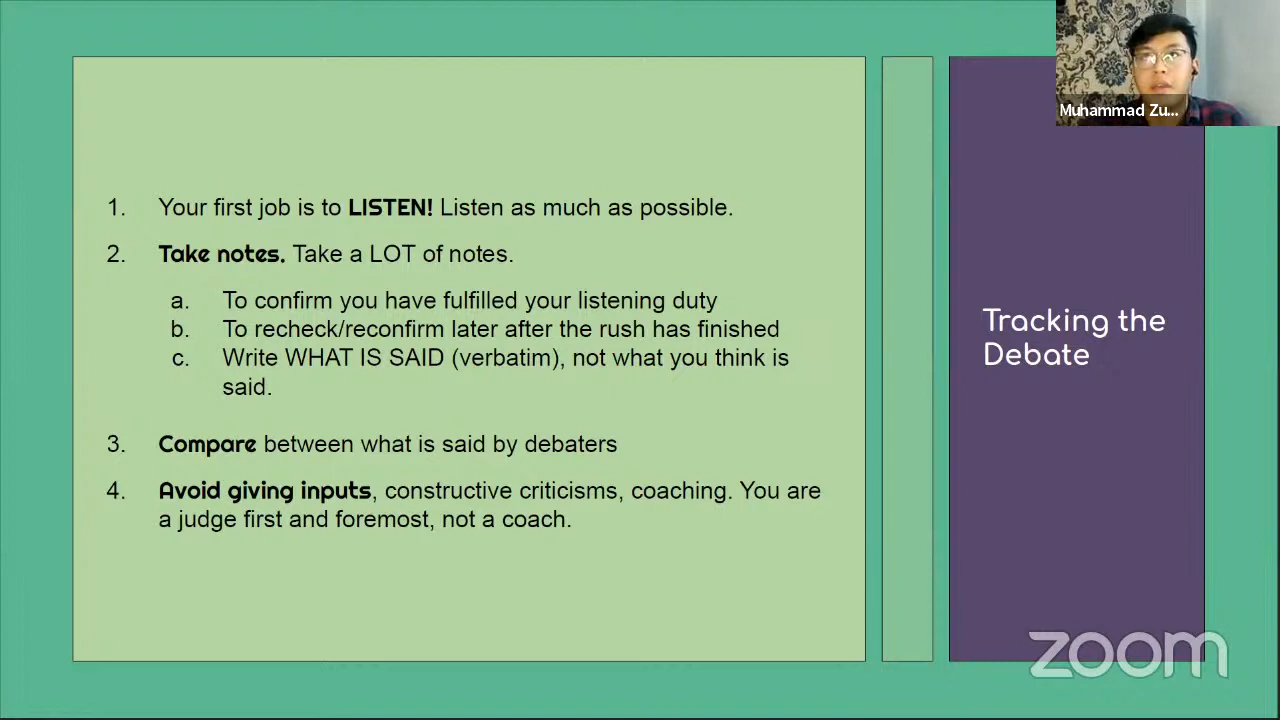 1. Your first job is to LISTEN! Listen as much as possible.
2. Take notes. Take a LOT of notes.
a. To confirm you have fulfilled your listening duty
b. To recheck/reconfirm later after the rush has finished
c. Write WHAT IS SAID (verbatim), not what you think is
said.
3. Compare between what is said by debaters
4. Avoid giving inputs, constructive criticisms, coaching. You are
a judge first and foremost, not a coach.
Tracking the
Debate
Muhammad Zu...
zoom